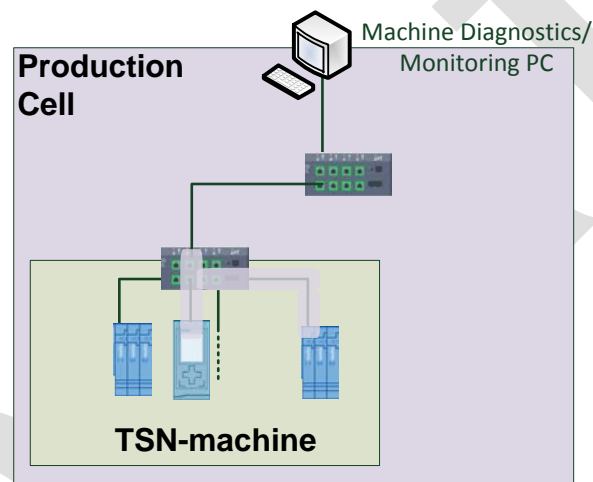 Machine Diagnostics/
Monitoring PC
Production
Cell
TSN-machine